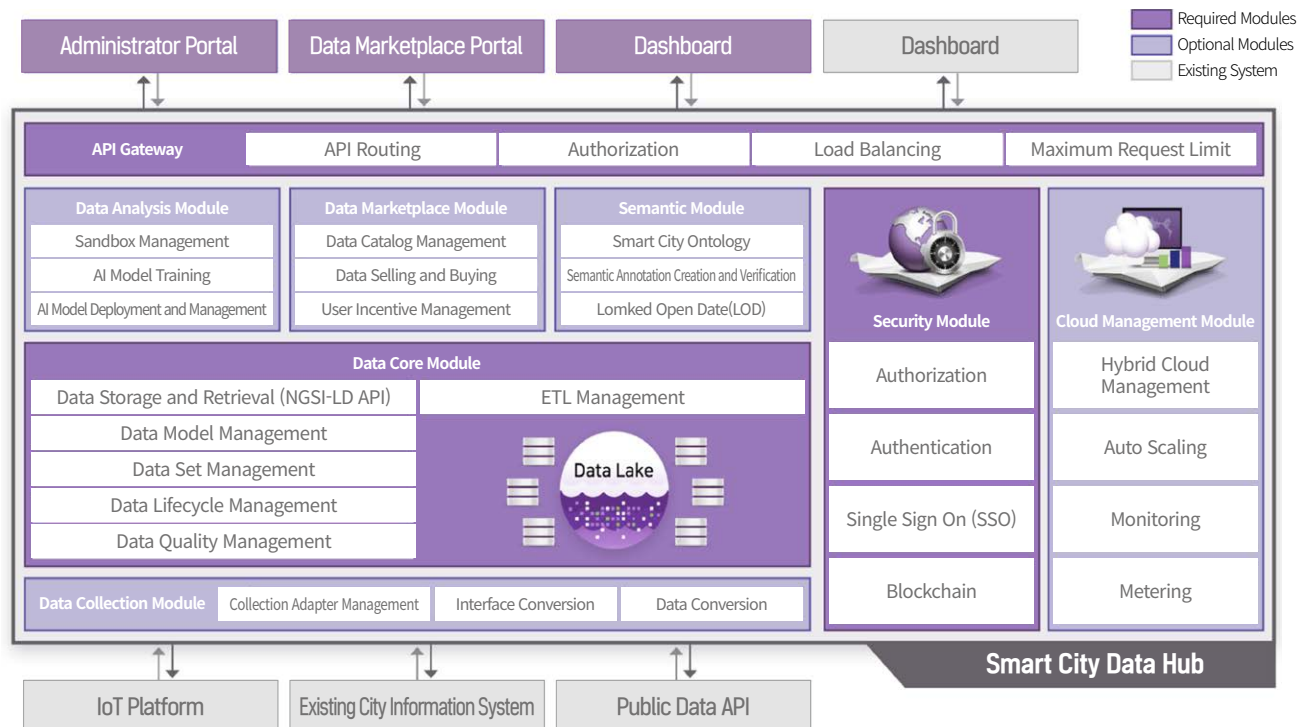 Administrator Portal
Data Marketplace Portal
Dashboard
Dashboard
Required Modules
Optional Modules
Existing System
API Gateway
API Routing
Authorization
Load Balancing
Maximum Request Limit
Data Analysis Module
Sandbox Management
AI Model Training
AI Model Deployment and Management
Data Marketplace Module
Data Catalog Management
Data Selling and Buying
User Incentive Management
Semantic Module
Smart City Ontology
Semantic Annotation Creation and Verification
Lomked Open Date(LOD)
Data Core Module
Data Storage and Retrieval (NGSI-LD API)
Data Model Management
Data Set Management
Data Lifecycle Management
Data Quality Management
ETL Management
Data Lake
Data Collection Module
Collection Adapter Management
Interface Conversion
Data Conversion
Security Module
Authorization
Authentication
Single Sign On (SSO)
Blockchain
Cloud Management Module
Hybrid Cloud
Management
Auto Scaling
Monitoring
Metering
Smart City Data Hub
IoT Platform
Existing City Information System
Public Data API